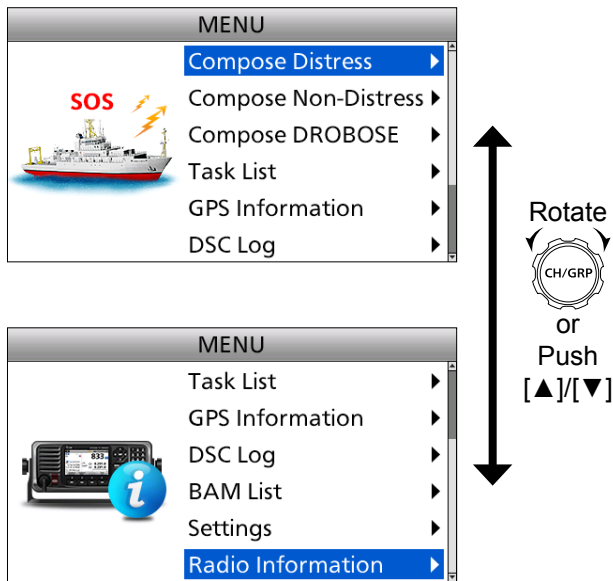 MENU
Compose Distress
SOS
Compose Non-Distress
Compose DROBOSE
Task List
GPS Information
DSC Log
Rotate
CH/GRP
or
Push
[▲]/[▼]
MENU
Task List
GPS Information
DSC Log
833
BAM List
i
Settings
Radio Information